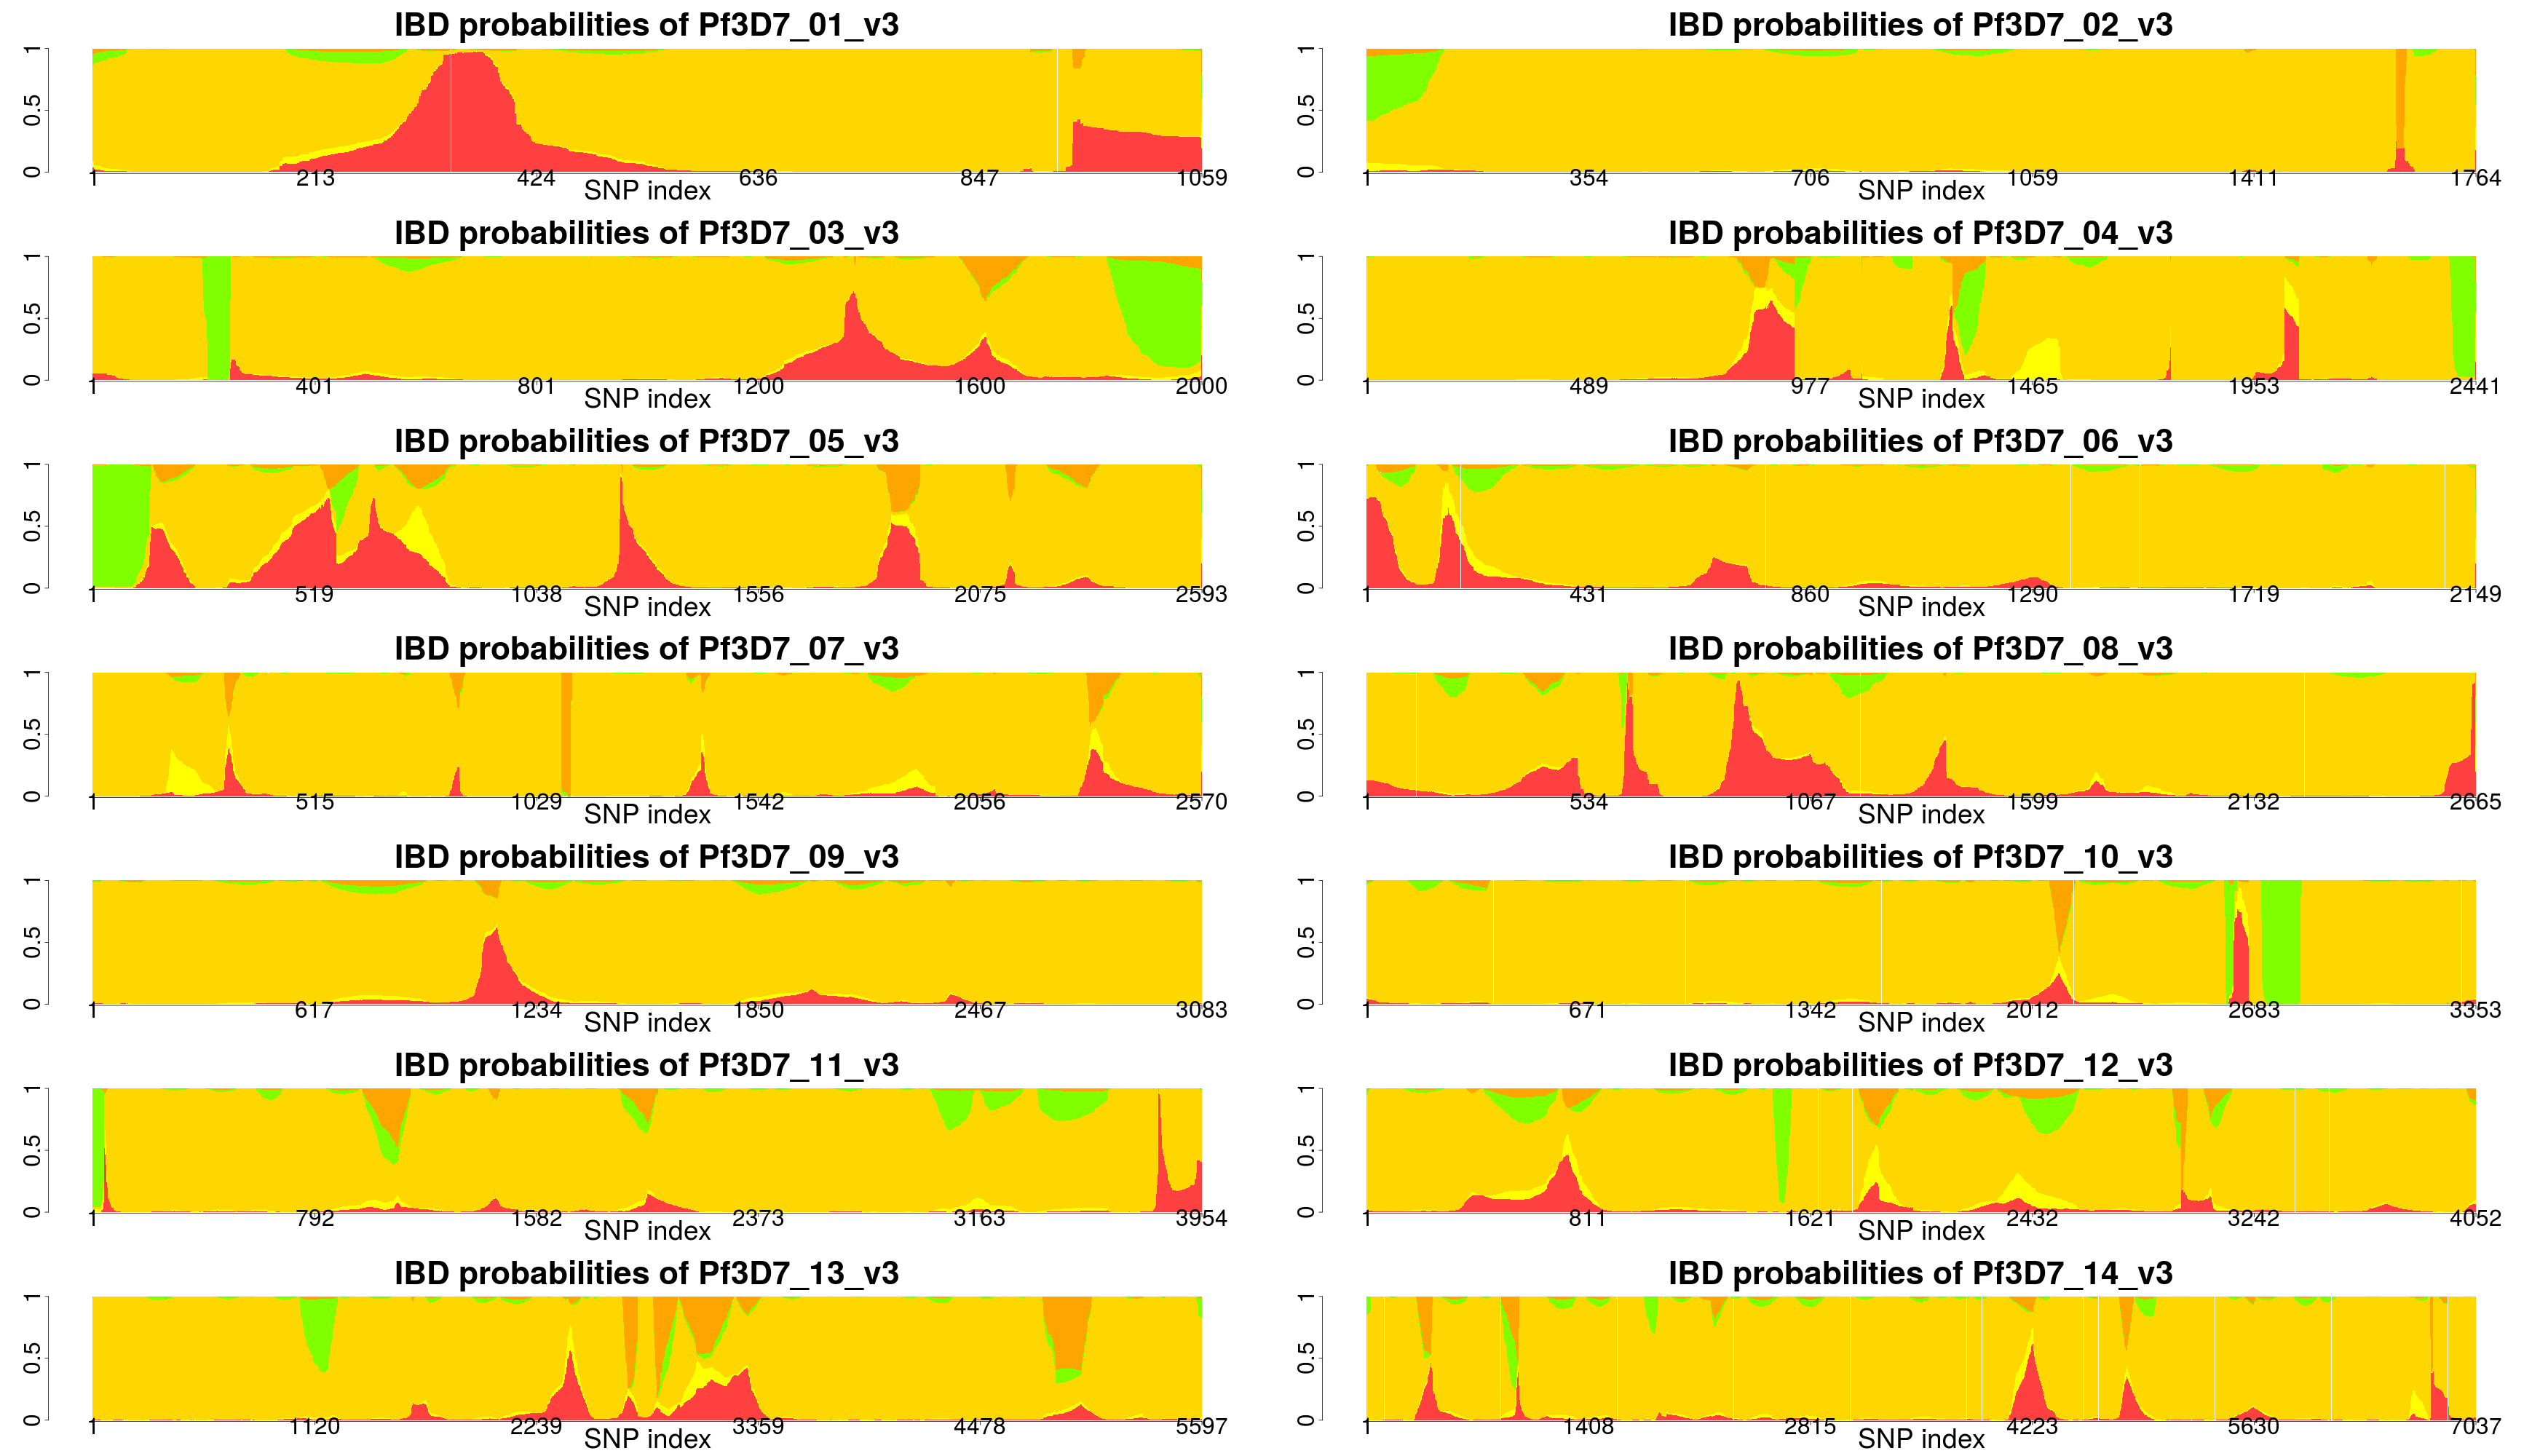 IBD probabilities of Pf3D7_01_v3
0 0.5 1
1 213 424 636 847 1059
SNP index
IBD probabilities of Pf3D7_02_v3
0 0.5 1
1 354 706 1059 1411 1764
SNP index
IBD probabilities of Pf3D7_03_v3
0 0.5 1
1 401 801 1200 1600 2000
SNP index
IBD probabilities of Pf3D7_04_v3
0 0.5 1
1 489 977 1465 1953 2441
SNP index
IBD probabilities of Pf3D7_05_v3
0 0.5 1
1 519 1038 1556 2075 2593
SNP index
IBD probabilities of Pf3D7_06_v3
0 0.5 1
1 431 860 1290 1719 2149
SNP index
IBD probabilities of Pf3D7_07_v3
0 0.5 1
1 515 1029 1542 2056 2570
SNP index
IBD probabilities of Pf3D7_08_v3
0 0.5 1
1 534 1067 1599 2132 2665
SNP index
IBD probabilities of Pf3D7_09_v3
0 0.5 1
1 617 1234 1850 2467 3083
SNP index
IBD probabilities of Pf3D7_10_v3
0 0.5 1
1 671 1342 2012 2683 3353
SNP index
IBD probabilities of Pf3D7_11_v3
0 0.5 1
1 792 1582 2373 3163 3954
SNP index
IBD probabilities of Pf3D7_12_v3
0 0.5 1
1 811 1621 2432 3242 4052
SNP index
IBD probabilities of Pf3D7_13_v3
0 0.5 1
1 1120 2239 3359 4478 5597
SNP index
IBD probabilities of Pf3D7_14_v3
0 0.5 1
1 1408 2815 4223 5630 7037
SNP index